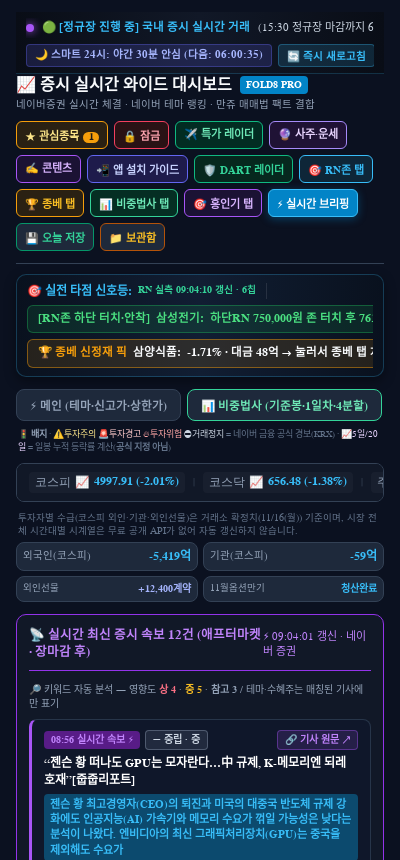 🟢 [정규장 진행 중] 국내 증시 실시간 거래 (15:30 정규장 마감까지 6
🌙 스마트 24시: 야간 30분 안심 (다음: 06:00:35)
🔄 즉시 새로고침
📈 증시 실시간 와이드 대시보드 FOLD8 PRO
네이버증권 실시간 체결 · 네이버 테마 랭킹 · 만쥬 매매법 팩트 결합
★ 관심종목 1
🔒 잠금
✈️ 특가 레이더
🔮 사주·운세
✍️ 콘텐츠
📲 앱 설치 가이드
🛡️ DART 레이더
🎯 RN존 탭
🏆 종베 탭
📊 비중법사 탭
🎯 홍인기 탭
⚡ 실시간 브리핑
💾 오늘 저장
📁 보관함
🎯 실전 타점 신호등: RN 실측 09:04:10 갱신 · 6칩
[RN존 하단 터치·안착] 삼성전기: 하단RN 750,000원 존 터치 후 76.
🏆 종베 신정재 픽 삼양식품: -1.71% · 대금 48억 → 눌러서 종베 탭
⚡ 메인 (테마·신고가·상한가)
📊 비중법사 (기준봉·1일차·4분할)
🚦 배지 · ⚠️투자주의 🚨투자경고 ⊘투자위험 ⛔거래정지 = 네이버 금융 공식 경보(KRX) · 📈5일/20
일 = 일봉 누적 등락률 계산(공식 지정 아님)
코스피 📈 4997.91 (-2.01%)
코스닥 📈 656.48 (-1.38%)
투자자별 수급(코스피 외인·기관·외인선물)은 거래소 확정치(11/16(월)) 기준이며, 시장 전
체 시간대별 시계열은 무료 공개 API가 없어 자동 갱신하지 않습니다.
외국인(코스피) -5,419억
기관(코스피) -59억
외인선물 +12,400계약
11월옵션만기 청산완료
📡 실시간 최신 증시 속보 12건 (애프터마켓
· 장마감 후)
⚡ 09:04:01 갱신 · 네이
버 증권
🔎 키워드 자동 분석 — 영향도 상 4 · 중 5 · 참고 3 / 테마·수혜주는 매칭된 기사에
만 표기
08:56 실시간 속보 ⚡
─ 중립 · 중
🔗 기사 원문 ↗
“젠슨 황 떠나도 GPU는 모자란다…中 규제, K-메모리엔 되레
호재”[줍줍리포트]
젠슨 황 최고경영자(CEO)의 퇴진과 미국의 대중국 반도체 규제 강
화에도 인공지능(AI) 가속기와 메모리 수요가 꺾일 가능성은 낮다는
분석이 나왔다. 엔비디아의 최신 그래픽처리장치(GPU)는 중국을
제외해도 수요가